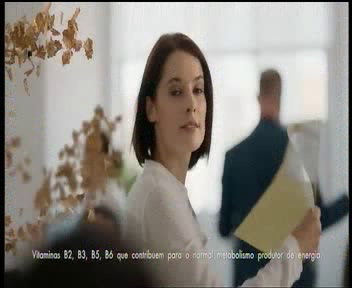 Vitaminas B2, B3, B5, B6 que contribuem para o normal metabolismo produtor de energia